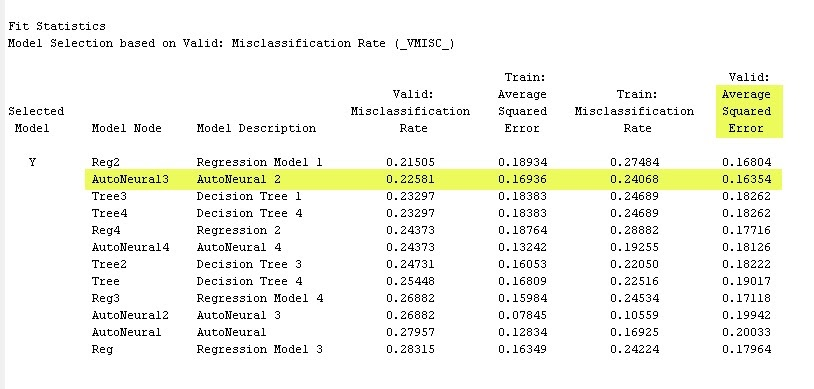 Fit Statistics
Model Selection based on Valid: Misclassification Rate (_VMISC_)
Train: Valid:
Valid: Average Train: Average
Selected Misclassification Squared Misclassification Squared
Model Model Node Model Description Rate Error Rate Error
Y Reg2 Regression Model 1 0.21505 0.18934 0.27484 0.16804
AutoNeural3 AutoNeural 2 0.22581 0.16936 0.24068 0.16354
Tree3 Decision Tree 1 0.23297 0.18383 0.24689 0.18262
Tree4 Decision Tree 4 0.23297 0.18383 0.24689 0.18262
Reg4 Regression 2 0.24373 0.18764 0.28882 0.17716
AutoNeural4 AutoNeural 4 0.24373 0.13242 0.19255 0.18126
Tree2 Decision Tree 3 0.24731 0.16053 0.22050 0.18222
Tree Decision Tree 4 0.25448 0.16809 0.22516 0.19017
Reg3 Regression Model 4 0.26882 0.15984 0.24534 0.17118
AutoNeural2 AutoNeural 3 0.26882 0.07845 0.10559 0.19942
AutoNeural AutoNeural 0.27957 0.12834 0.16925 0.20033
Reg Regression Model 3 0.28315 0.16349 0.24224 0.17964